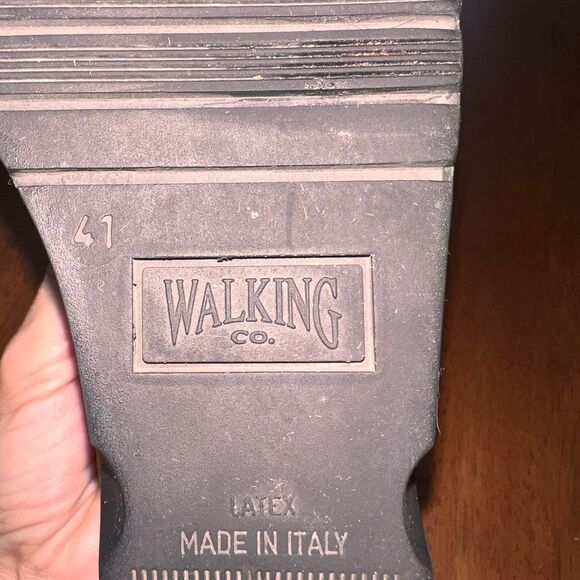 41
WALKING
CO.
LATEX
MADE IN ITALY